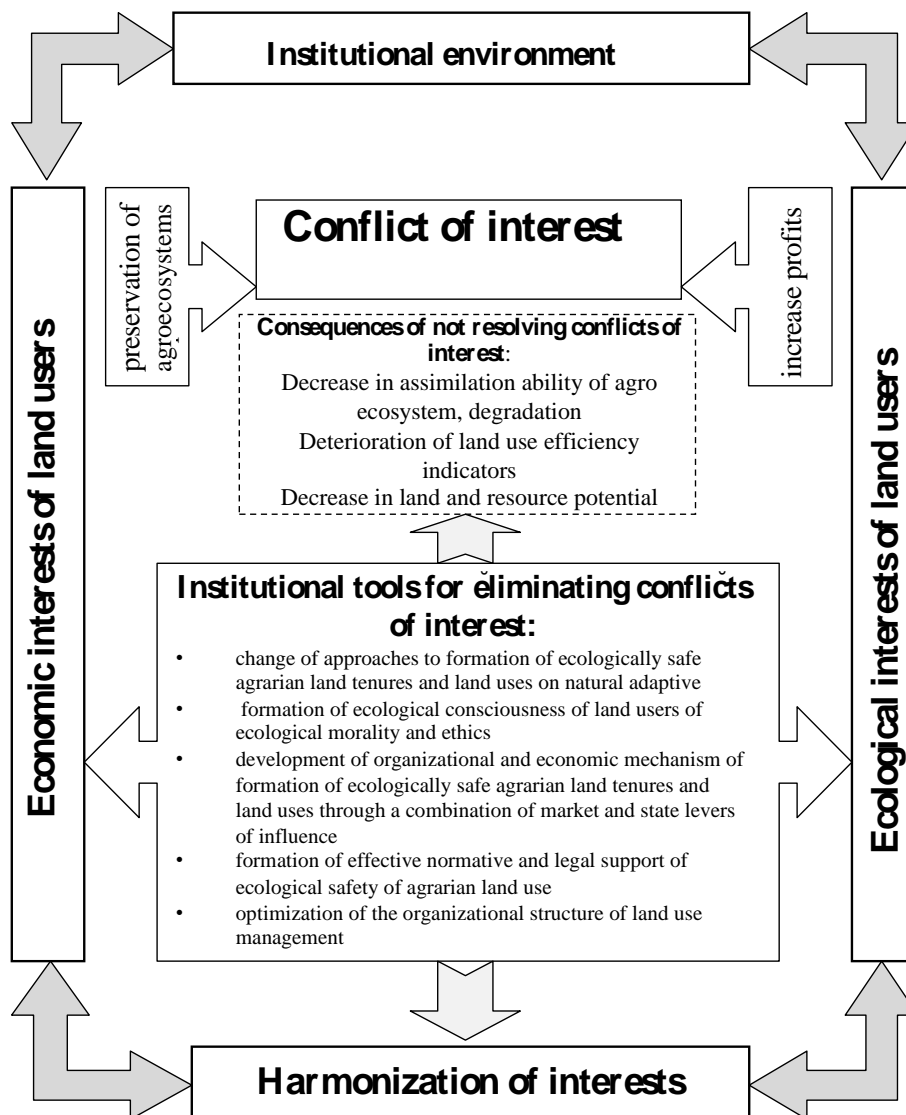 Institutional environment
Economic interests of land users
preservation of
agroecosystems
Conflict of interest
increase profits
Ecological interests of land users
Consequences of not resolving conflicts of
interest:
Decrease in assimilation ability of agro
ecosystem, degradation
Deterioration of land use efficiency
indicators
Decrease in land and resource potential
Institutional tools for eliminating conflicts
of interest:
• change of approaches to formation of ecologically safe
agrarian land tenures and land uses on natural adaptive
• formation of ecological consciousness of land users of
ecological morality and ethics
• development of organizational and economic mechanism of
formation of ecologically safe agrarian land tenures and
land uses through a combination of market and state levers
of influence
• formation of effective normative and legal support of
ecological safety of agrarian land use
• optimization of the organizational structure of land use
management
Harmonization of interests